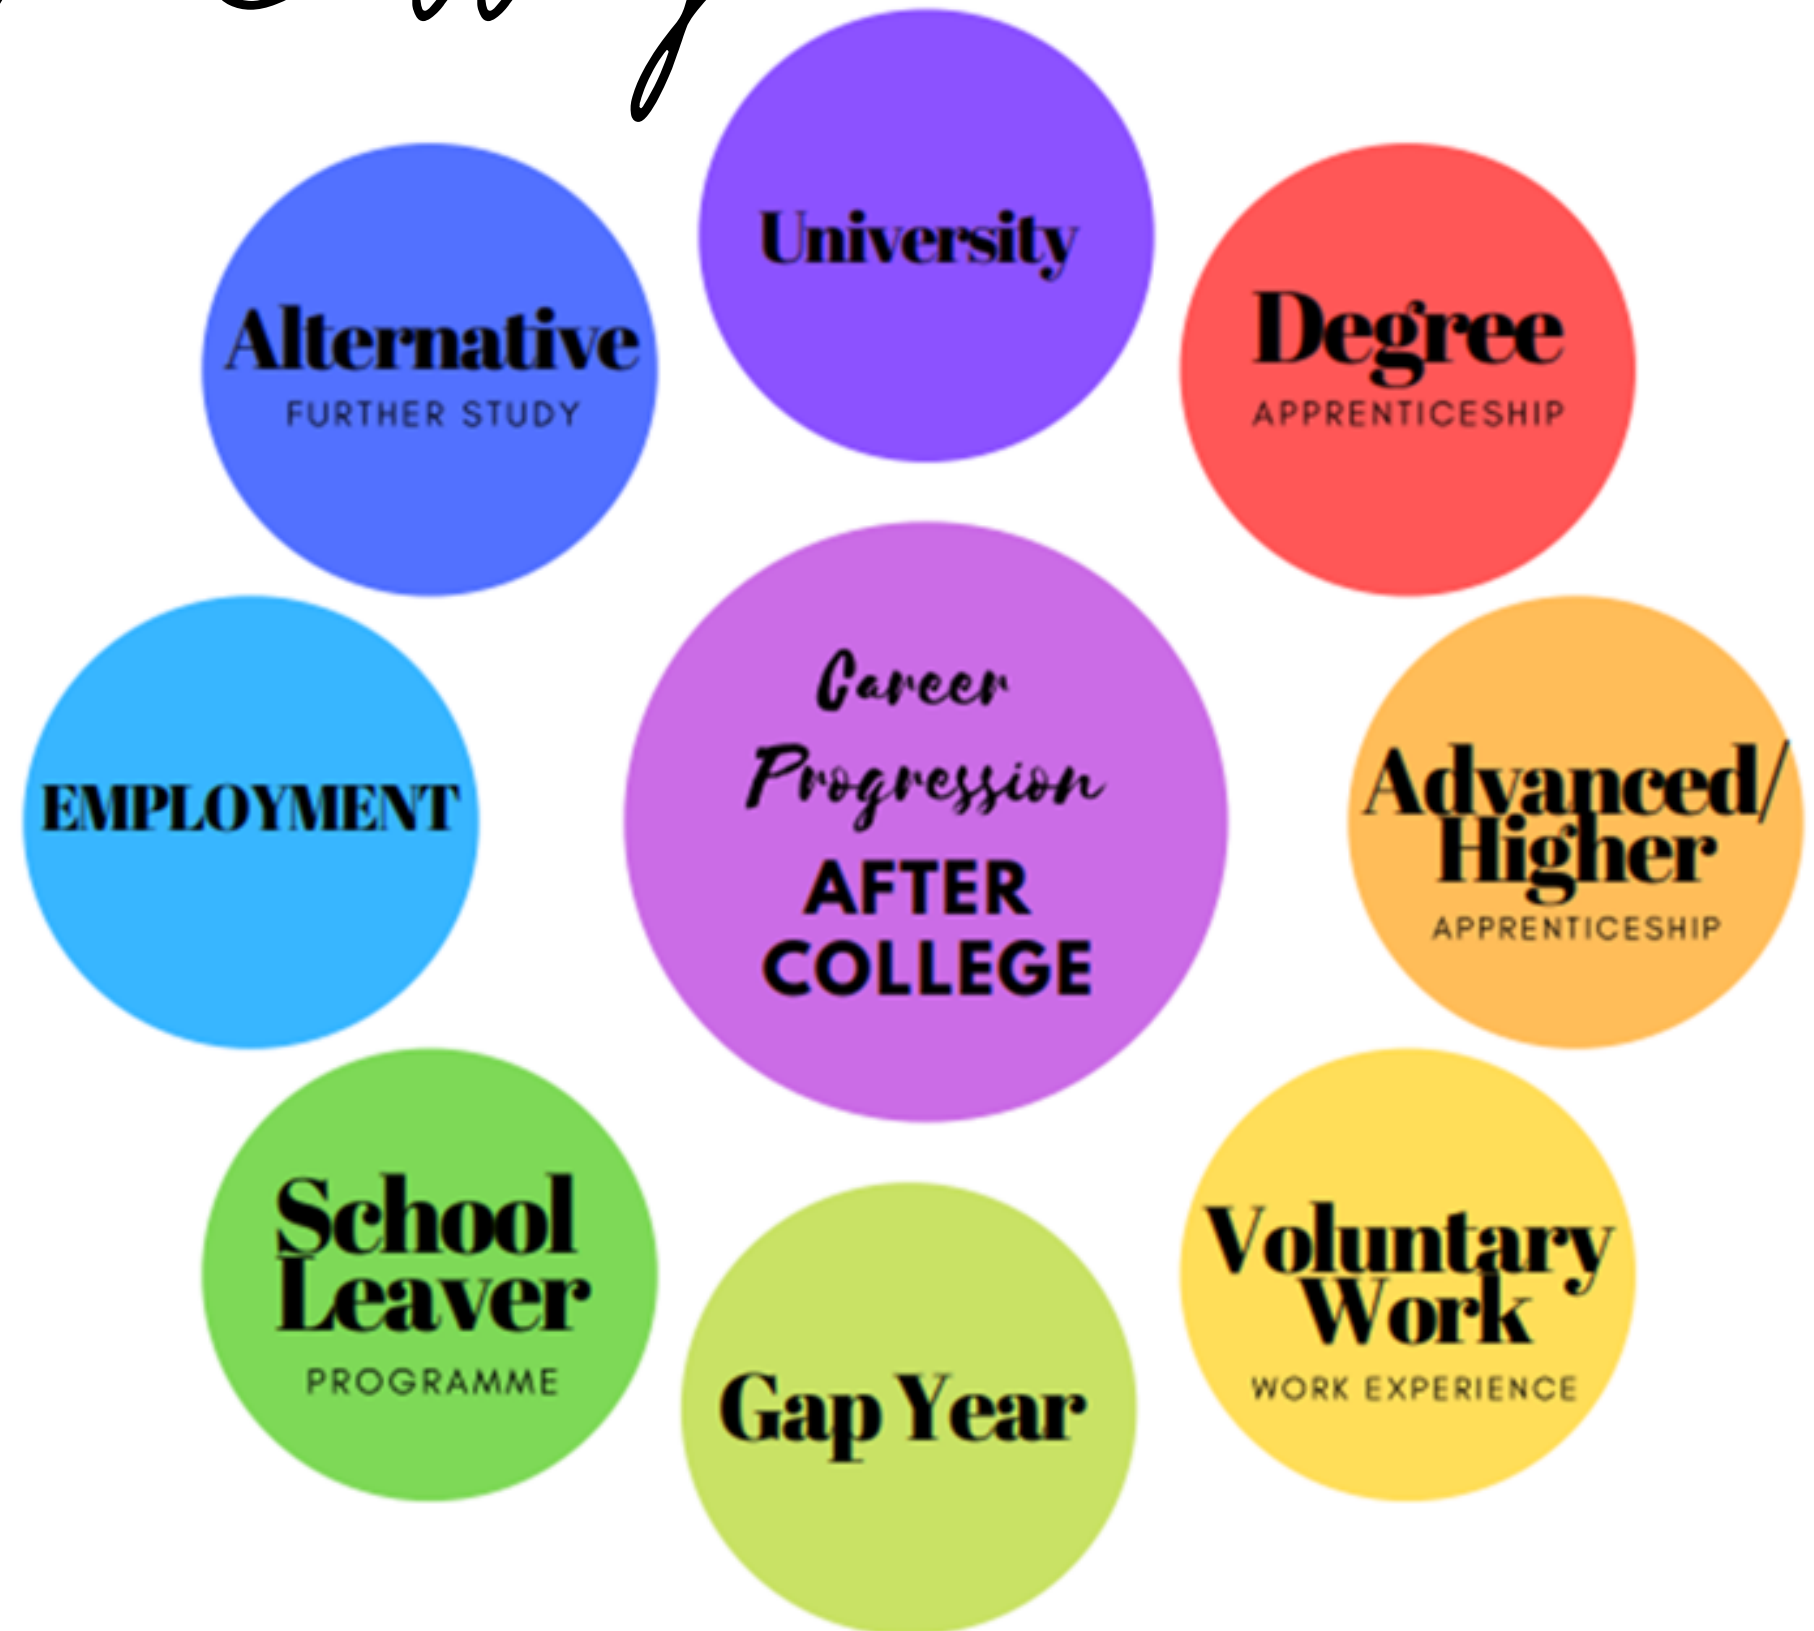 University
Alternative
FURTHER STUDY
Degree
APPRENTICESHIP
EMPLOYMENT
Career
Progression
AFTER
COLLEGE
Advanced/
Higher
APPRENTICESHIP
School
Leaver
PROGRAMME
Gap Year
Voluntary
Work
WORK EXPERIENCE